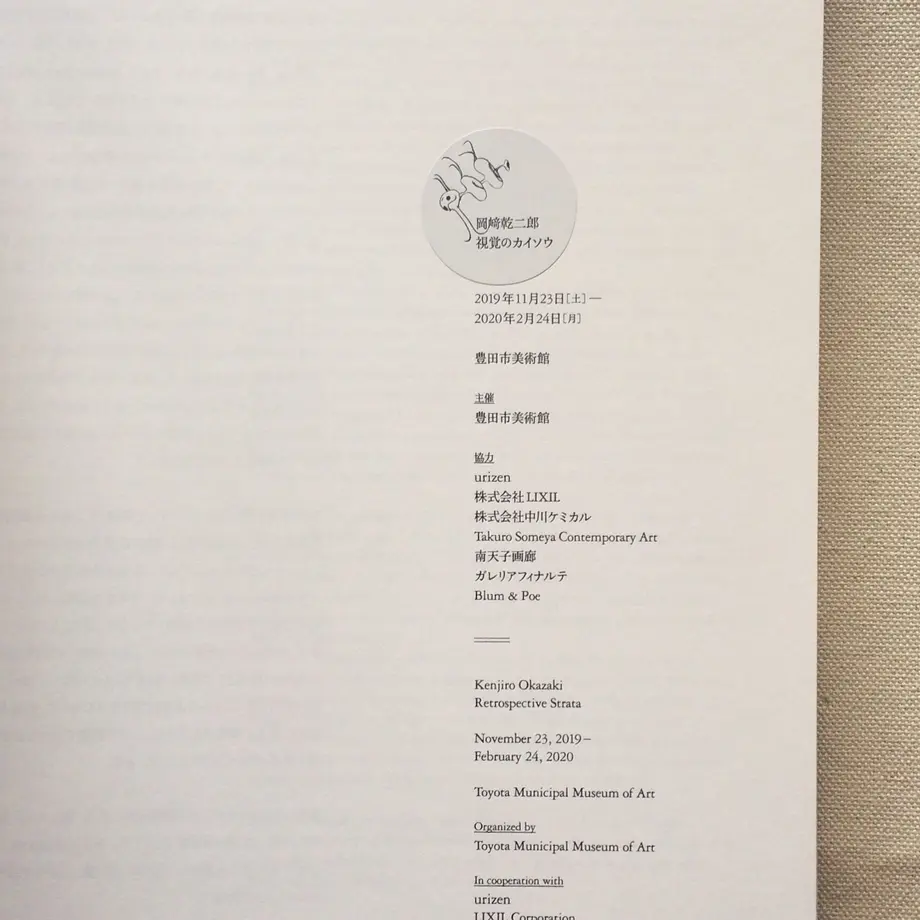 岡﨑乾二郎
視覚のカイソウ
2019年11月23日[土]—
2020年2月24日[月]
豊田市美術館
主催
豊田市美術館
協力
urizen
株式会社LIXIL
株式会社中川ケミカル
Takuro Someya Contemporary Art
南天子画廊
ガレリアフィナルテ
Blum & Poe
Kenjiro Okazaki
Retrospective Strata
November 23, 2019–
February 24, 2020
Toyota Municipal Museum of Art
Organized by
Toyota Municipal Museum of Art
In cooperation with
urizen
LIXIL Corporation